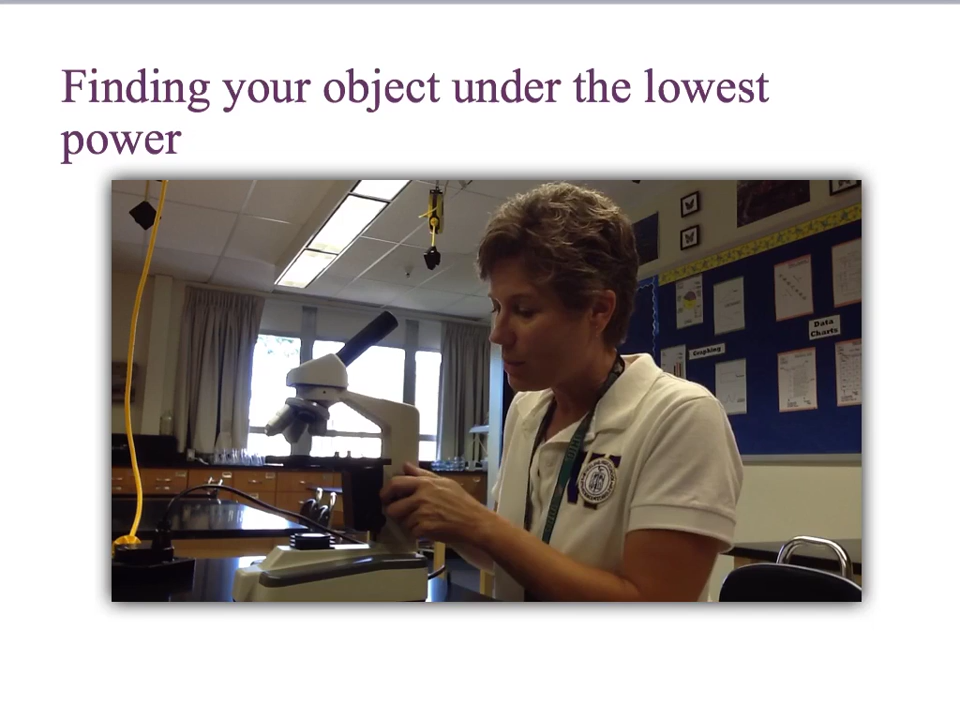 Finding your object under the lowest
power
Data
Charts
Graphing